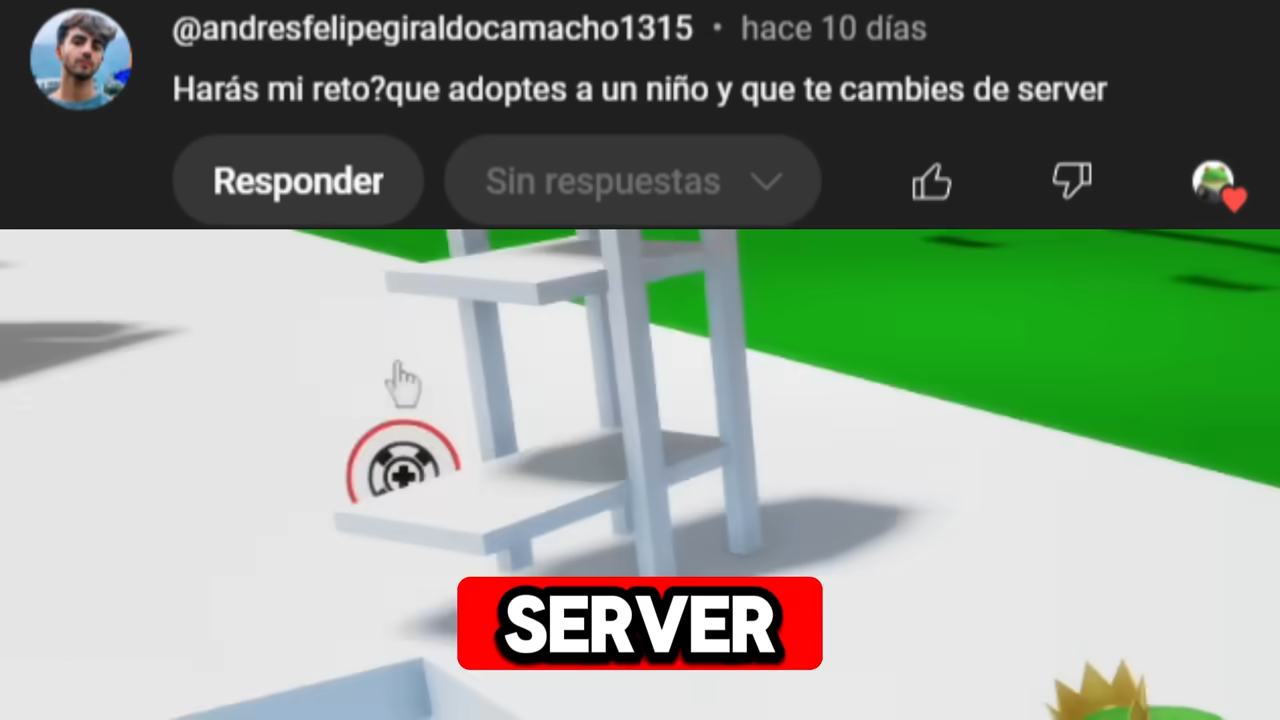 @andresfelipegiraldocamacho1315 • hace 10 días
Harás mi reto?que adoptes a un niño y que te cambies de server
Responder
Sin respuestas
SERVER